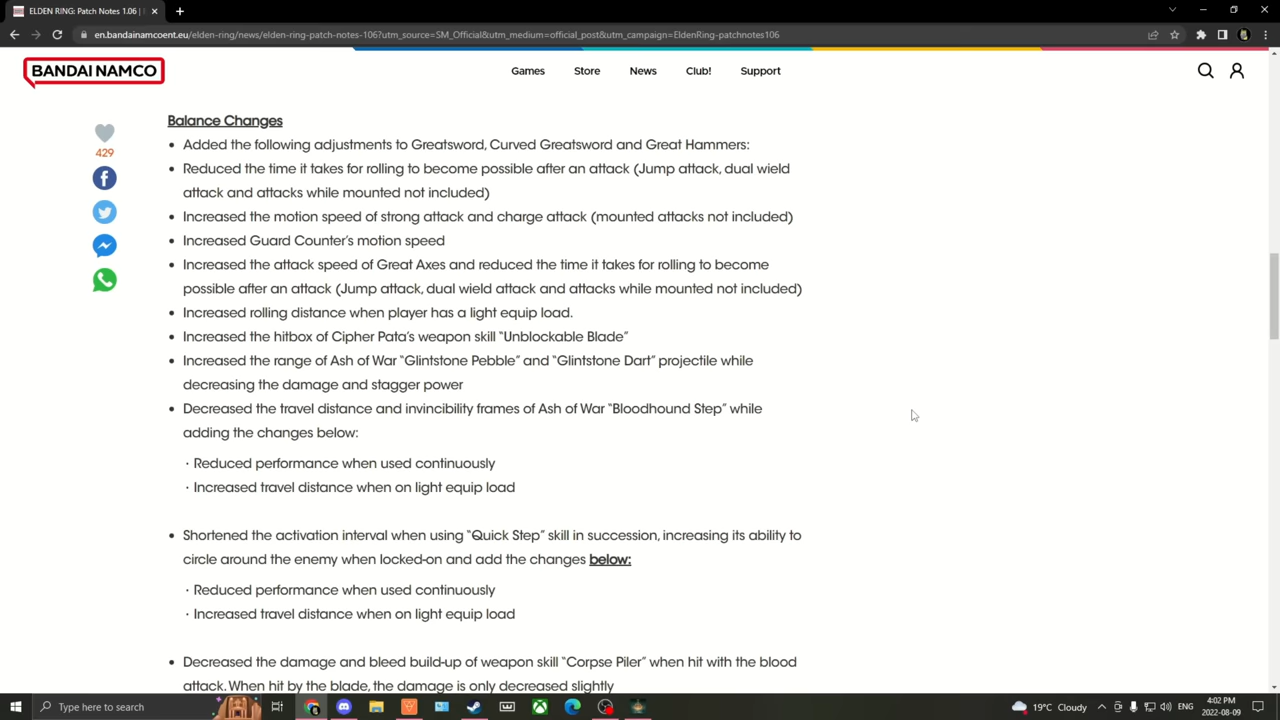 ELDEN RING: Patch Notes 1.06 |
en.bandainamcoent.eu/elden-ring/news/elden-ring-patch-notes-106?utm_source=SM_Official&utm_medium=official_post&utm_campaign=EldenRing-patchnotes106
BANDAI NAMCO
Games Store News Club! Support
Balance Changes
429
• Added the following adjustments to Greatsword, Curved Greatsword and Great Hammers:
• Reduced the time it takes for rolling to become possible after an attack (Jump attack, dual wield
attack and attacks while mounted not included)
• Increased the motion speed of strong attack and charge attack (mounted attacks not included)
• Increased Guard Counter's motion speed
• Increased the attack speed of Great Axes and reduced the time it takes for rolling to become
possible after an attack (Jump attack, dual wield attack and attacks while mounted not included)
• Increased rolling distance when player has a light equip load.
• Increased the hitbox of Cipher Pata's weapon skill "Unblockable Blade"
• Increased the range of Ash of War "Glintstone Pebble" and "Glintstone Dart" projectile while
decreasing the damage and stagger power
• Decreased the travel distance and invincibility frames of Ash of War "Bloodhound Step" while
adding the changes below:
· Reduced performance when used continuously
· Increased travel distance when on light equip load
• Shortened the activation interval when using "Quick Step" skill in succession, increasing its ability to
circle around the enemy when locked-on and add the changes below:
· Reduced performance when used continuously
· Increased travel distance when on light equip load
• Decreased the damage and bleed build-up of weapon skill "Corpse Piler" when hit with the blood
attack. When hit by the blade, the damage is only decreased slightly
Type here to search
19°C Cloudy
ENG
4:02 PM
2022-08-09